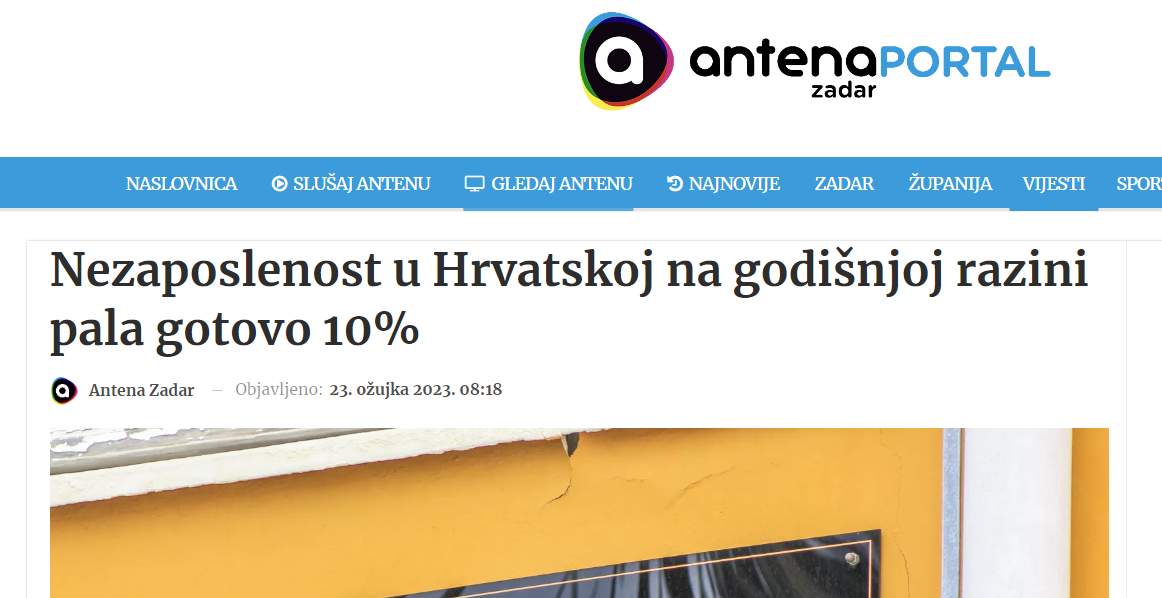 antenaPORTAL
zadar
NASLOVNICA SLUŠAJ ANTENU GLEDAJ ANTENU NAJNOVIJE ZADAR ŽUPANIJA VIJESTI SPOR
Nezaposlenost u Hrvatskoj na godišnjoj razini
pala gotovo 10%
Antena Zadar — Objavljeno: 23. ožujka 2023. 08:18